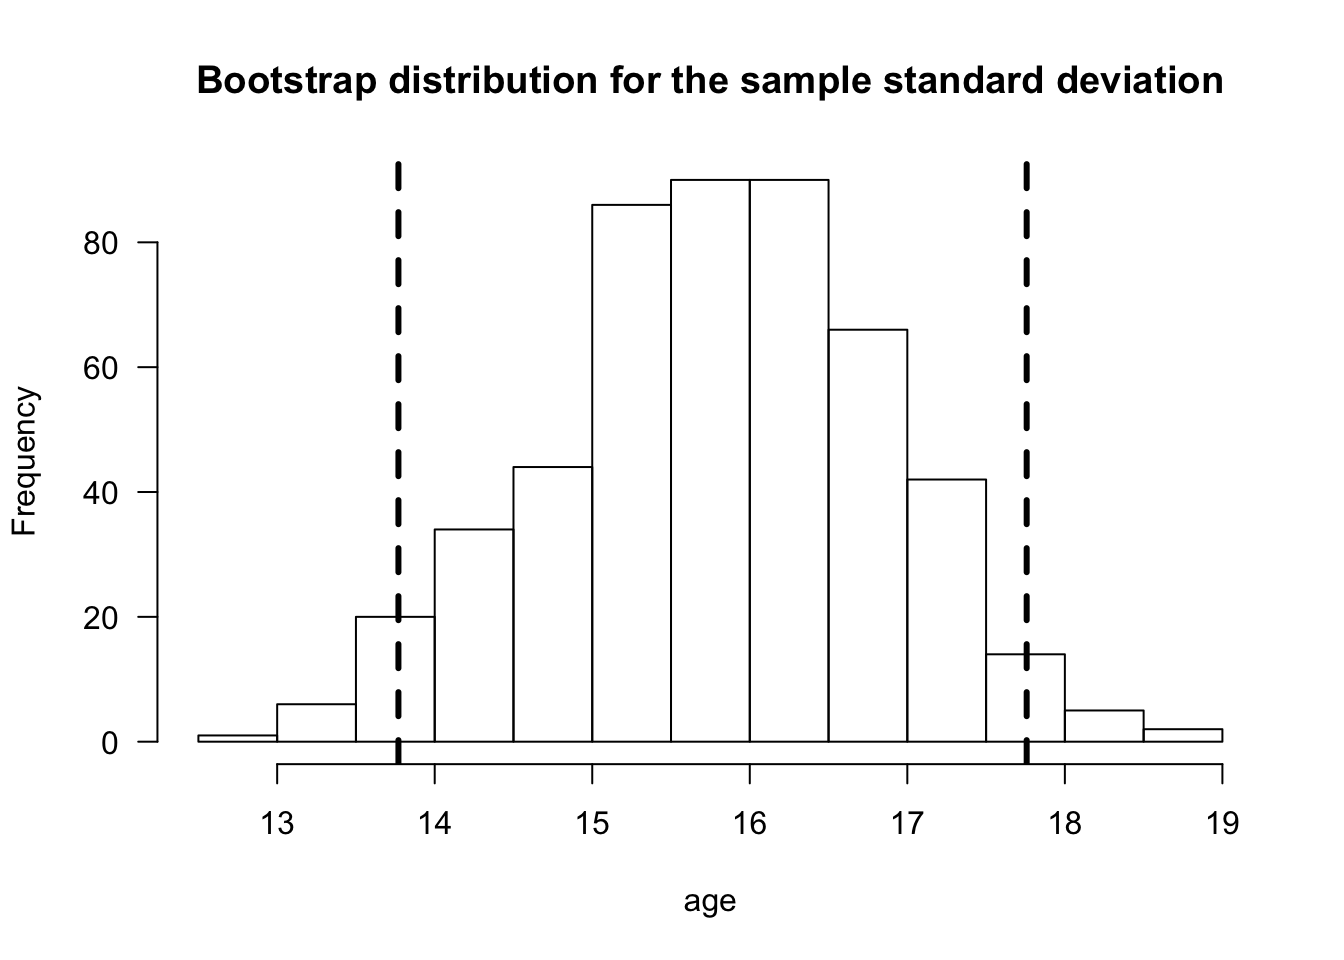 Bootstrap distribution for the sample standard deviation
Frequency
80
60
40
20
0
13 14 15 16 17 18 19
age